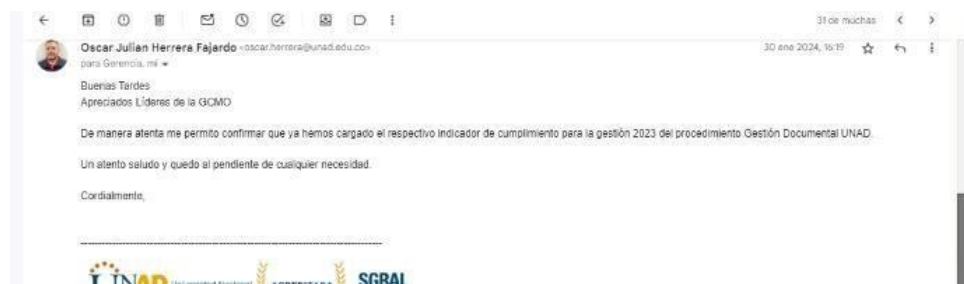 31 de muchas
Oscar Julian Herrera Fajardo <oscar.herrera@unad.edu.co>
30 ene 2024, 16:19
para Gerencia, mí
Buenas Tardes
Apreciados Líderes de la GCMO
De manera atenta me permito confirmar que ya hemos cargado el respectivo indicador de cumplimiento para la gestión 2023 del procedimiento Gestión Documental UNAD.
Un atento saludo y quedo al pendiente de cualquier necesidad.
Cordialmente,
UNAD Universidad Nacional ACREDITADA SGRAL